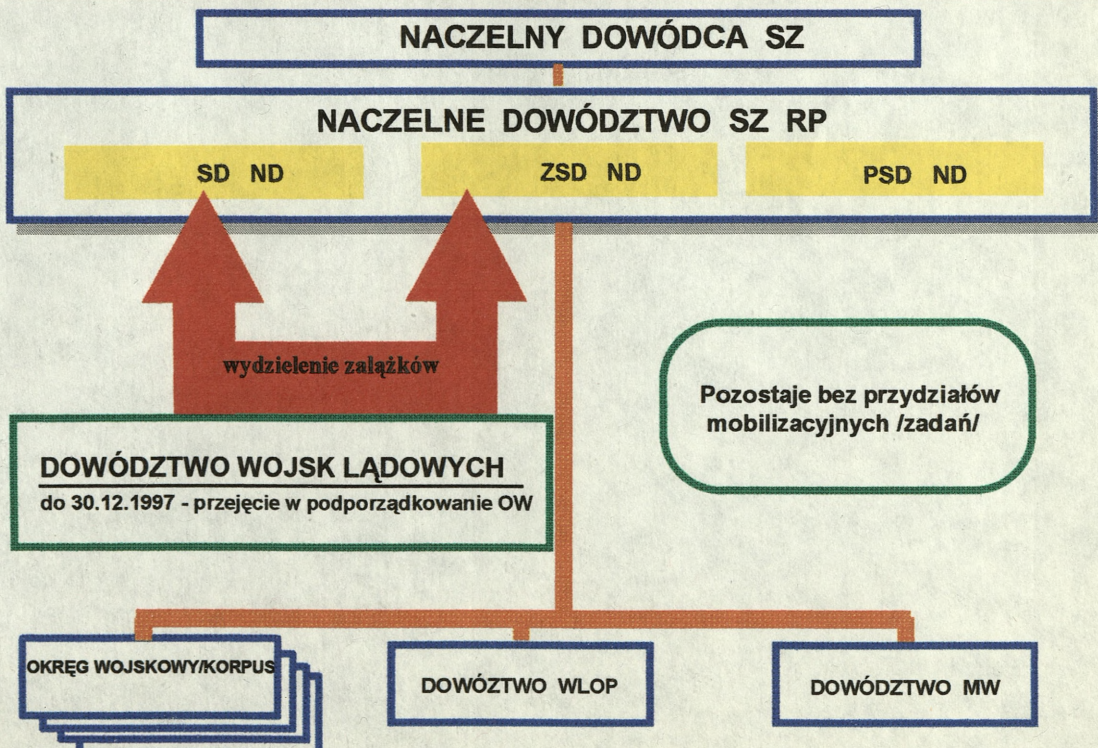 NACZELNY DOWÓDCA SZ
NACZELNE DOWÓDZTWO SZ RP
SD ND
ZSD ND
PSD ND
wydzielenie zalążków
Pozostaje bez przydziałów
mobilizacyjnych /zadań/
DOWÓDZTWO WOJSK LĄDOWYCH
do 30.12.1997 - przejęcie w podporządkowanie OW
OKRĘG WOJSKOWY/KORPUS
DOWÓZTWO WLOP
DOWÓDZTWO MW